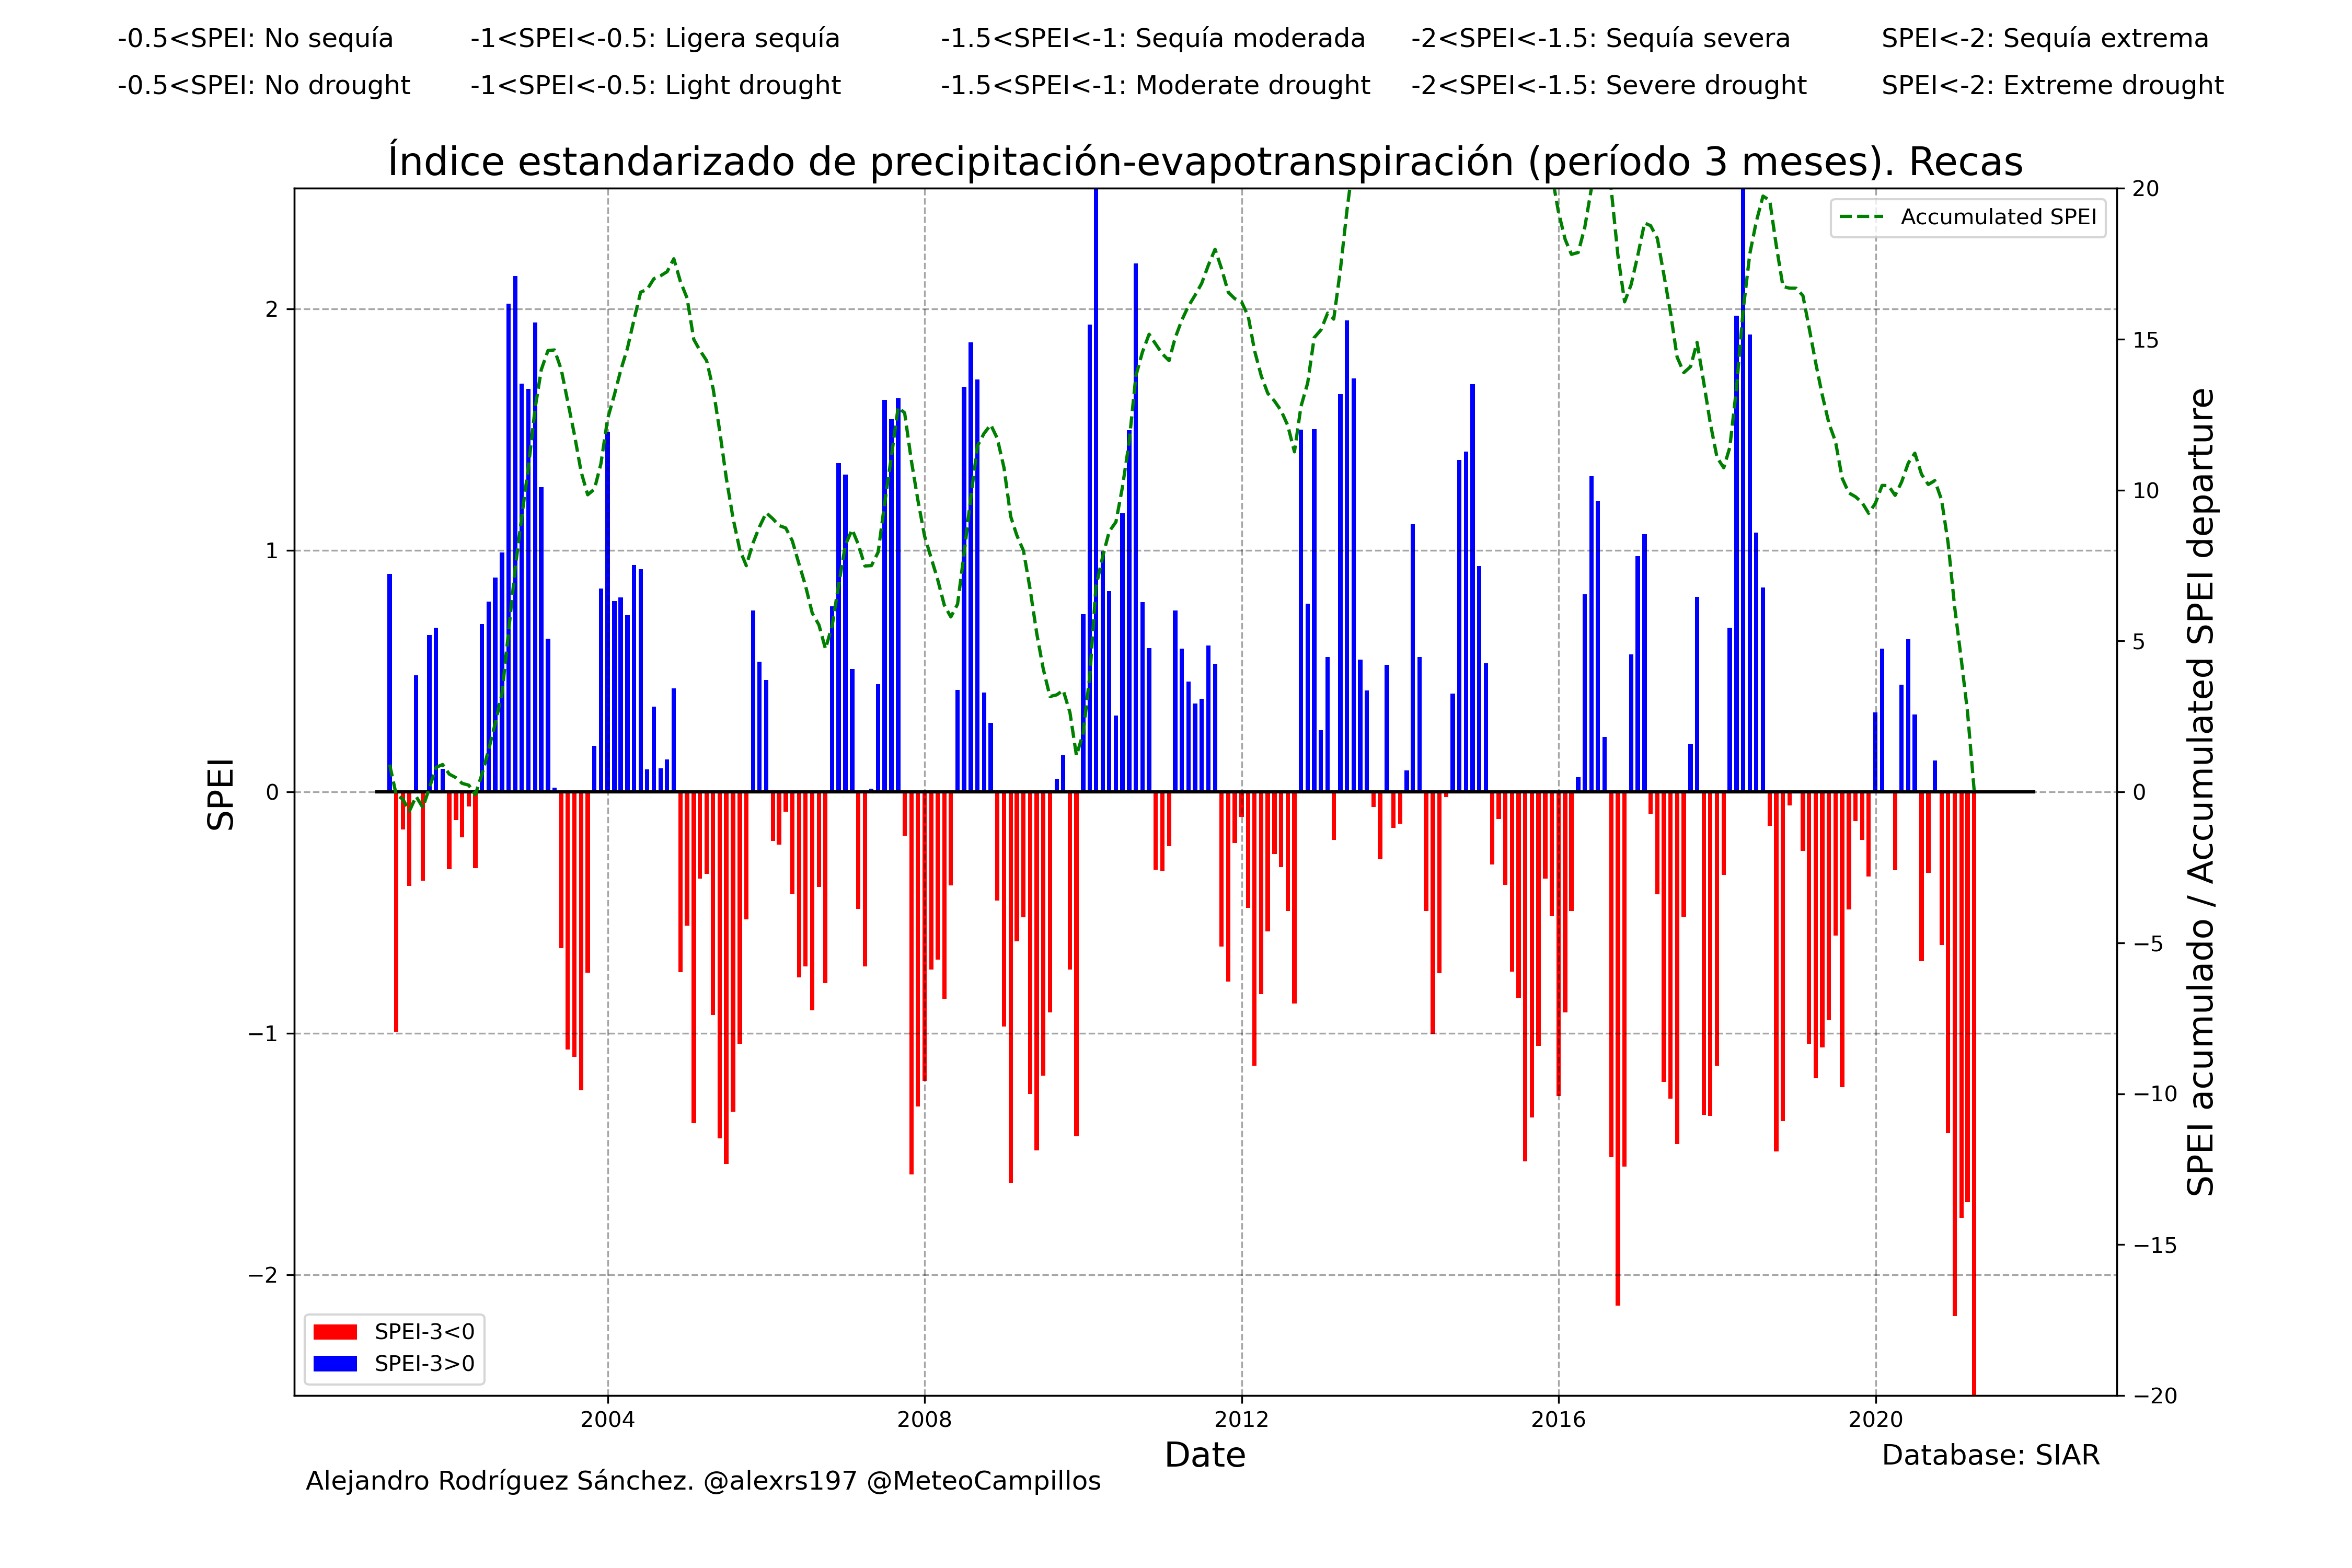 -0.5<SPEI: No sequía -1<SPEI<-0.5: Ligera sequía -1.5<SPEI<-1: Sequía moderada -2<SPEI<-1.5: Sequía severa SPEI<-2: Sequía extrema
-0.5<SPEI: No drought -1<SPEI<-0.5: Light drought -1.5<SPEI<-1: Moderate drought -2<SPEI<-1.5: Severe drought SPEI<-2: Extreme drought
Índice estandarizado de precipitación-evapotranspiración (período 3 meses). Recas
Accumulated SPEI
SPEI
2
1
0
−1
−2
20
15
10
5
0
−5
−10
−15
−20
SPEI acumulado / Accumulated SPEI departure
SPEI-3<0
SPEI-3>0
2004 2008 2012 2016 2020
Date
Database: SIAR
Alejandro Rodríguez Sánchez. @alexrs197 @MeteoCampillos